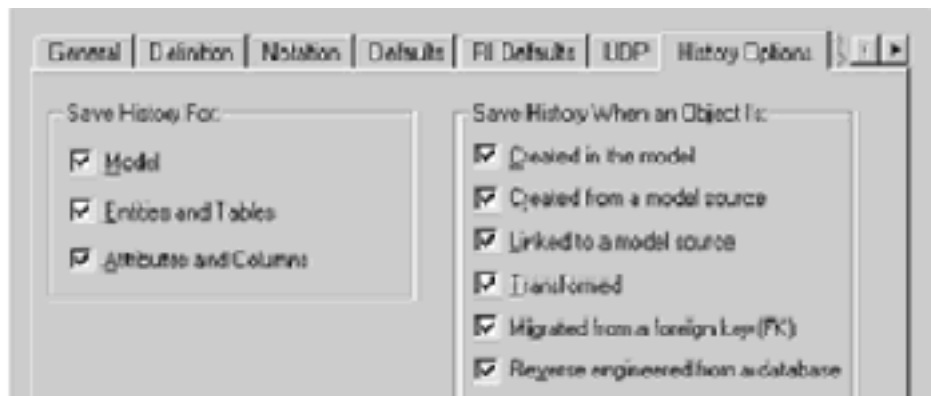 General Definition Notation Defaults RI Defaults UDP History Options
Save History For:
Model
Entities and Tables
Attributes and Columns
Save History When an Object Is:
Created in the model
Created from a model source
Linked to a model source
Transformed
Migrated from a foreign key (FK)
Reverse engineered from a database